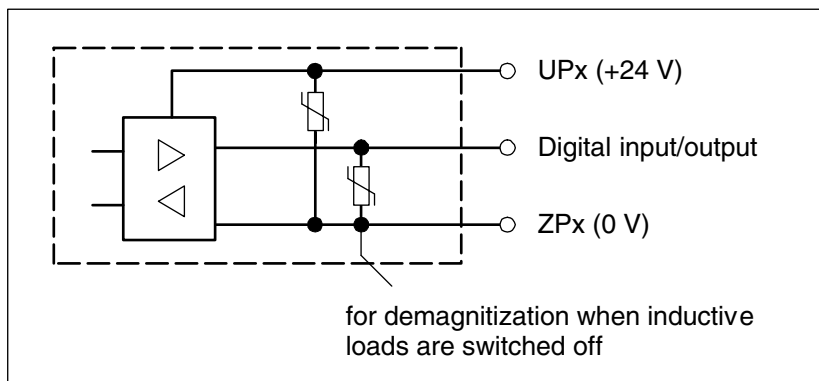 UPx (+24 V)
Digital input/output
ZPx (0 V)
for demagnitization when inductive
loads are switched off